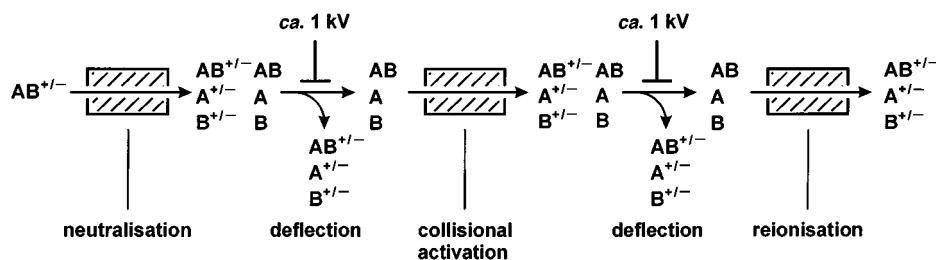 ca. 1 kV ca. 1 kV
AB⁺/⁻ AB AB AB⁺/⁻ AB AB AB⁺/⁻
AB⁺/⁻ A⁺/⁻ A A A⁺/⁻ A A A⁺/⁻
B⁺/⁻ B B B⁺/⁻ B B B⁺/⁻
AB⁺/⁻ AB⁺/⁻
A⁺/⁻ A⁺/⁻
B⁺/⁻ B⁺/⁻
neutralisation deflection collisional deflection reionisation
activation